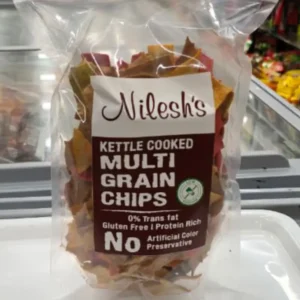 Nilesh's
KETTLE COOKED
MULTI
GRAIN
CHIPS
0% Trans fat
Gluten Free I Protein Rich
No Artificial Color
Preservative